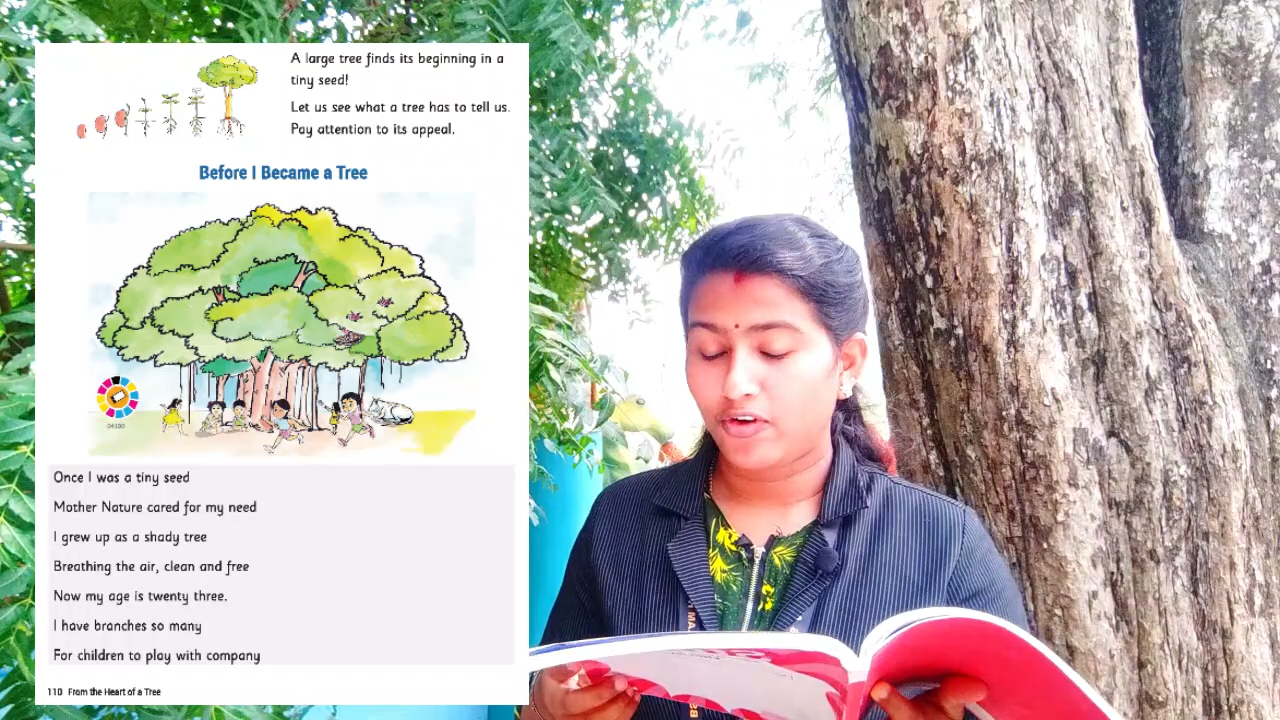 A large tree finds its beginning in a
tiny seed!
Let us see what a tree has to tell us.
Pay attention to its appeal.
Before I Became a Tree
Once I was a tiny seed
Mother Nature cared for my need
I grew up as a shady tree
Breathing the air, clean and free
Now my age is twenty three.
I have branches so many
For children to play with company
110 From the Heart of a Tree